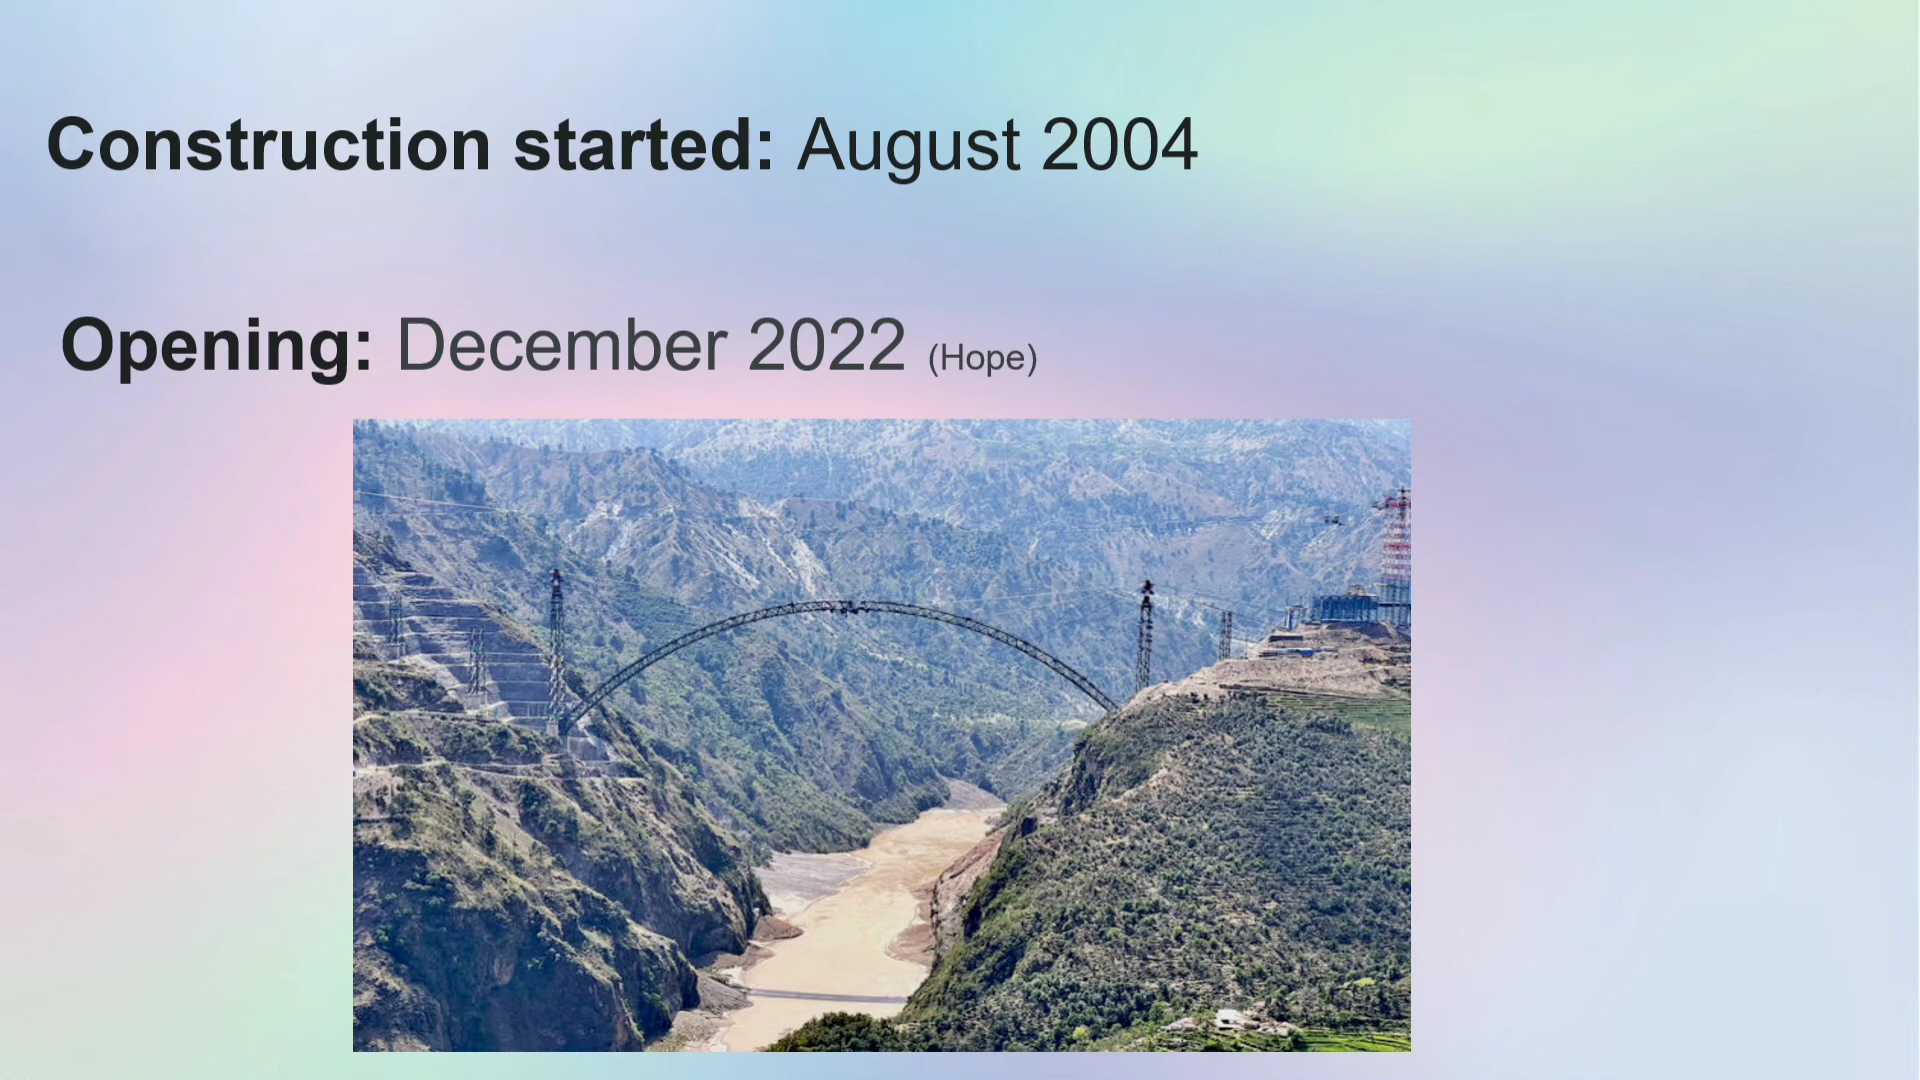 Construction started: August 2004
Opening: December 2022 (Hope)